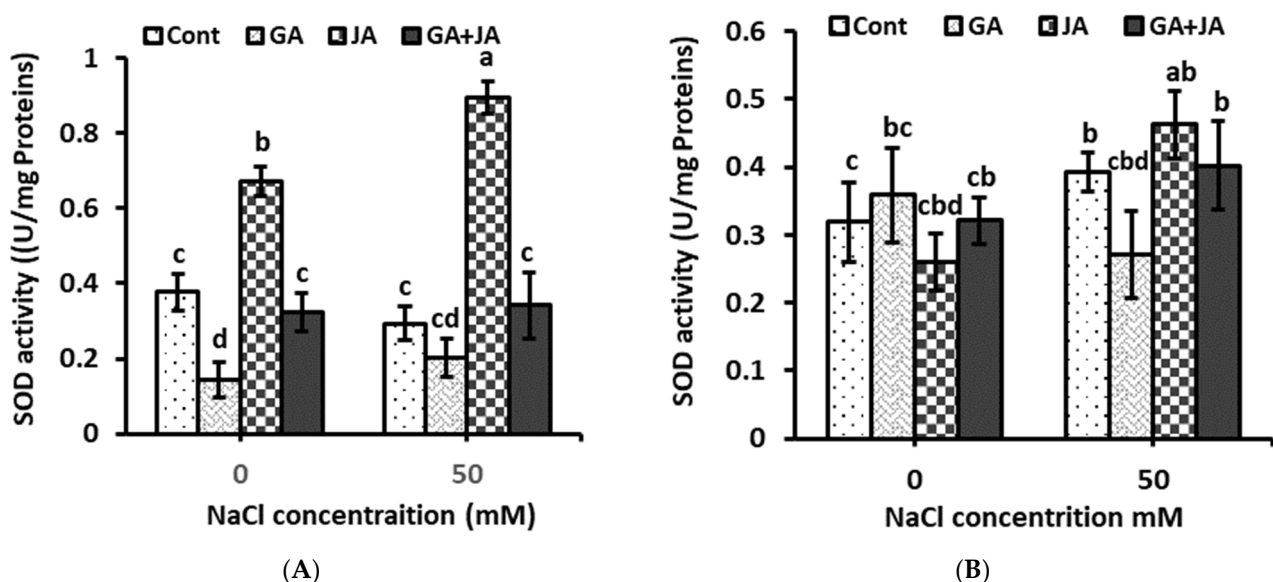 Cont GA JA GA+JA
SOD activity ((U/mg Proteins)
1
0.8
0.6
0.4
0.2
0
c
d
b
c
c
cd
a
c
0
50
NaCl concentraition (mM)
(A)
Cont GA JA GA+JA
SOD activity (U/mg Proteins)
0.6
0.5
0.4
0.3
0.2
0.1
0
c
bc
cbd
cb
b
cbd
ab
b
0
50
NaCl concentrition mM
(B)